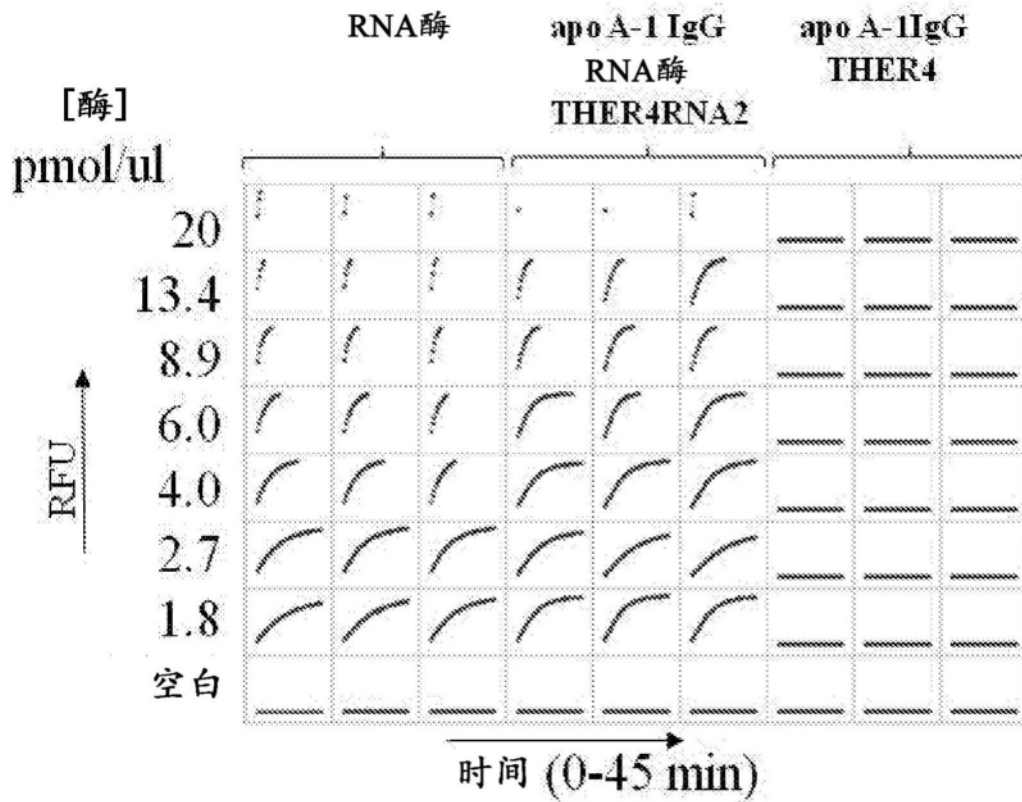 RNA酶
apo A-1 IgG
RNA酶
THER4RNA2
apo A-1IgG
THER4
[酶]
pmol/ul
20
13.4
8.9
6.0
4.0
2.7
1.8
空白
RFU
时间 (0-45 min)